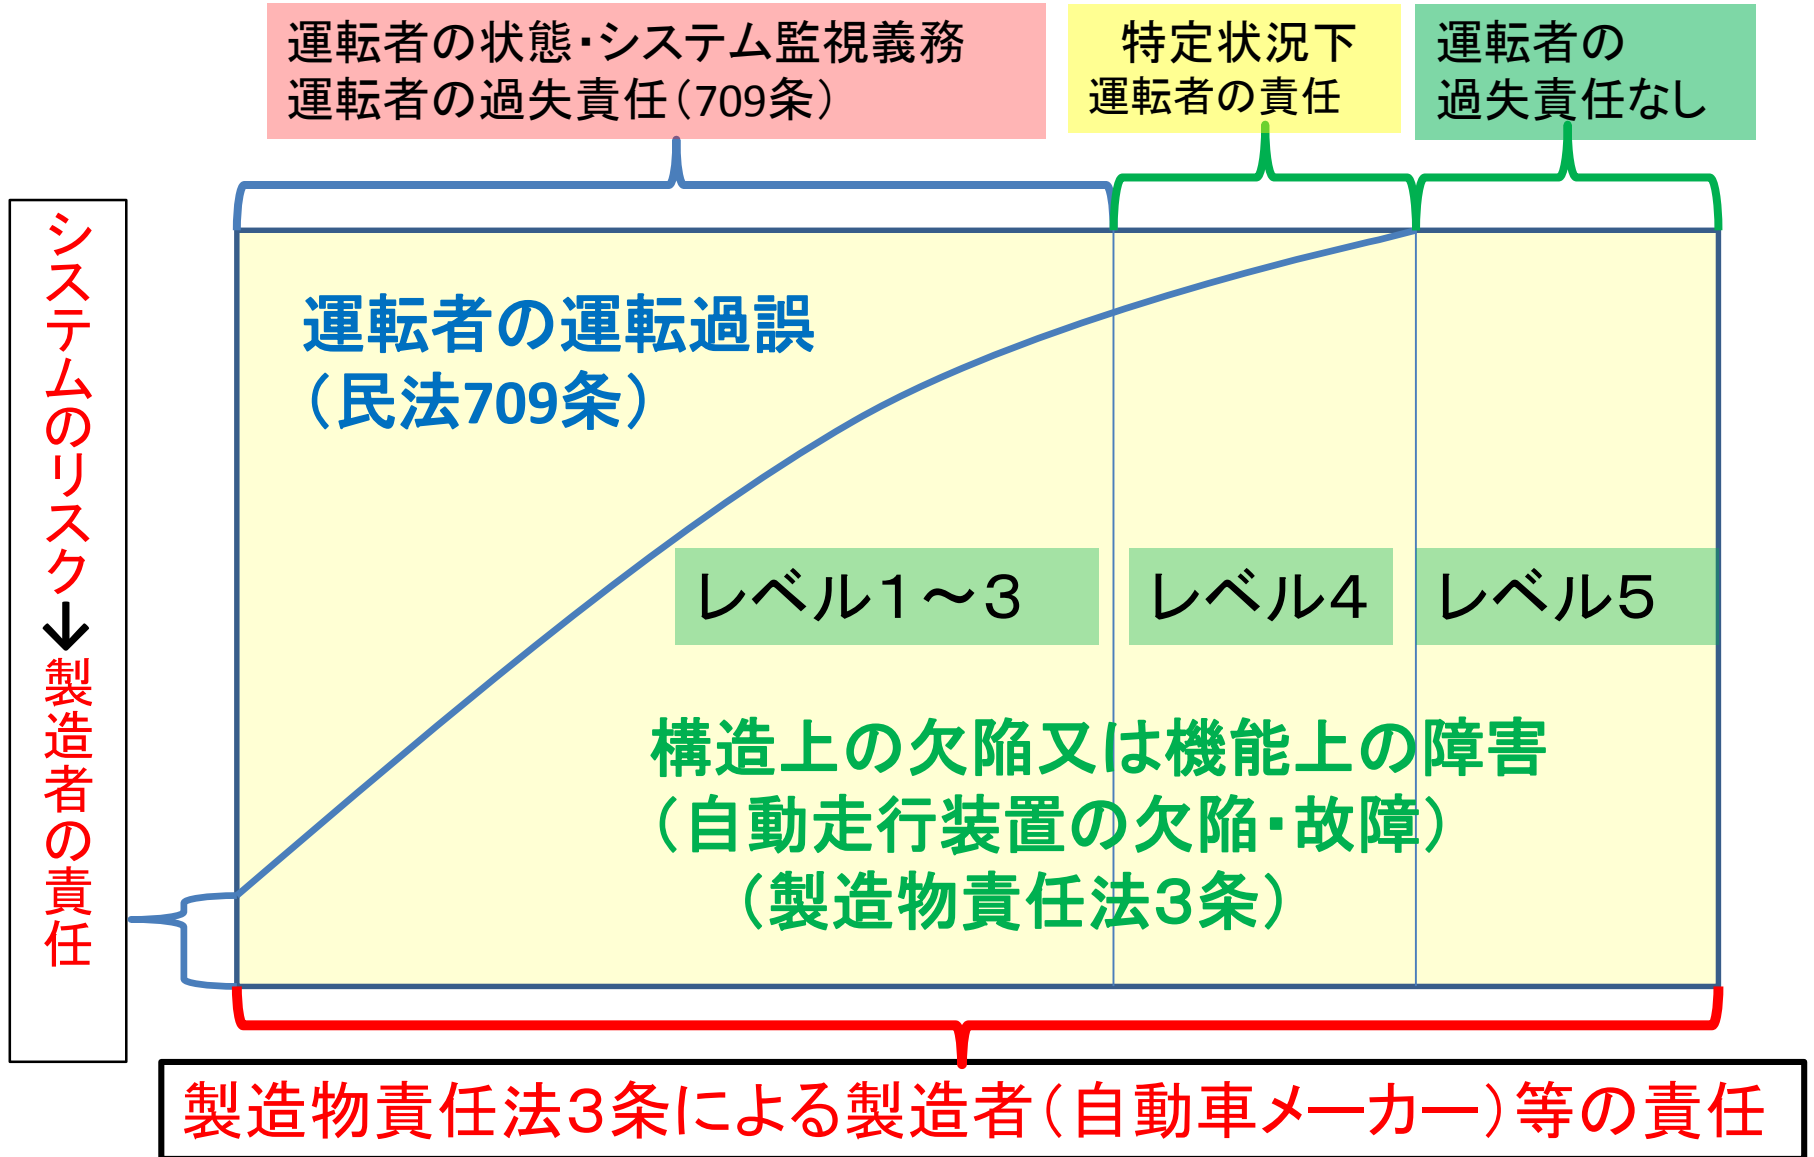 運転者の状態・システム監視義務
運転者の過失責任（709条）
特定状況下
運転者の責任
運転者の
過失責任なし
システムのリスク→製造者の責任
運転者の運転過誤
（民法709条）
レベル１～３
レベル４
レベル５
構造上の欠陥又は機能上の障害
（自動走行装置の欠陥・故障）
（製造物責任法３条）
製造物責任法３条による製造者（自動車メーカー）等の責任